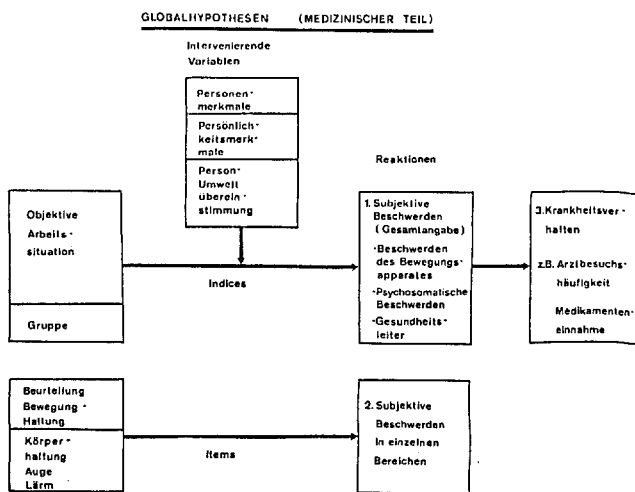 GLOBALHYPOTHESEN (MEDIZINISCHER TEIL)
Intervenierende
Variablen
Personen-
merkmale
Persönlich-
keitsmerk-
male
Person-
Umwelt
überein-
stimmung
Objektive
Arbeits-
situation
Gruppe
Indices
Reaktionen
1. Subjektive
Beschwerden
(Gesamtangabe)
-Beschwerden
des Bewegungs-
apparates
-Psychosomatische
Beschwerden
-Gesundheits-
leiter
3. Krankheitsver-
halten
z.B. Arztbesuchs-
häufigkeit
Medikamenten-
einnahme
Beurteilung
Bewegung-
Haltung
Körper-
haltung
Auge
Lärm
Items
2. Subjektive
Beschwerden
In einzelnen
Bereichen